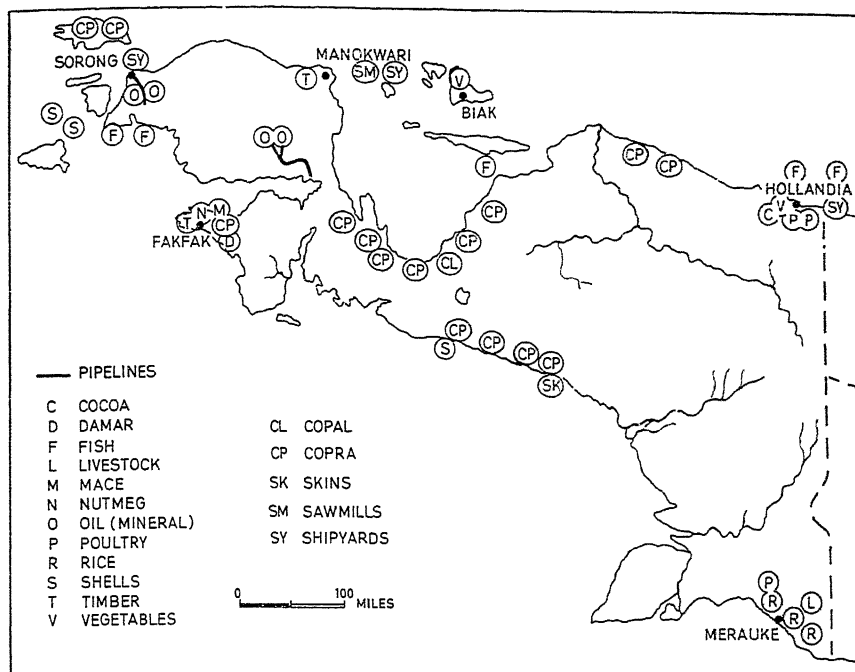 CP CP
SORONG SY
MANOKWARI
T SM SY
V
BIAK
O O
S
S
F F
O O
F
CP
CP
F F
HOLLANDIA
V SY
C T P P
T N M
CP
FAKFAK D
CP
CP
CP
CP
CL
CP
CP
CP
CP
CP
CP
S
SK
PIPELINES
C COCOA
D DAMAR
F FISH
L LIVESTOCK
M MACE
N NUTMEG
O OIL (MINERAL)
P POULTRY
R RICE
S SHELLS
T TIMBER
V VEGETABLES
CL COPAL
CP COPRA
SK SKINS
SM SAWMILLS
SY SHIPYARDS
0 100
MILES
P
R L
R
MERAUKE R